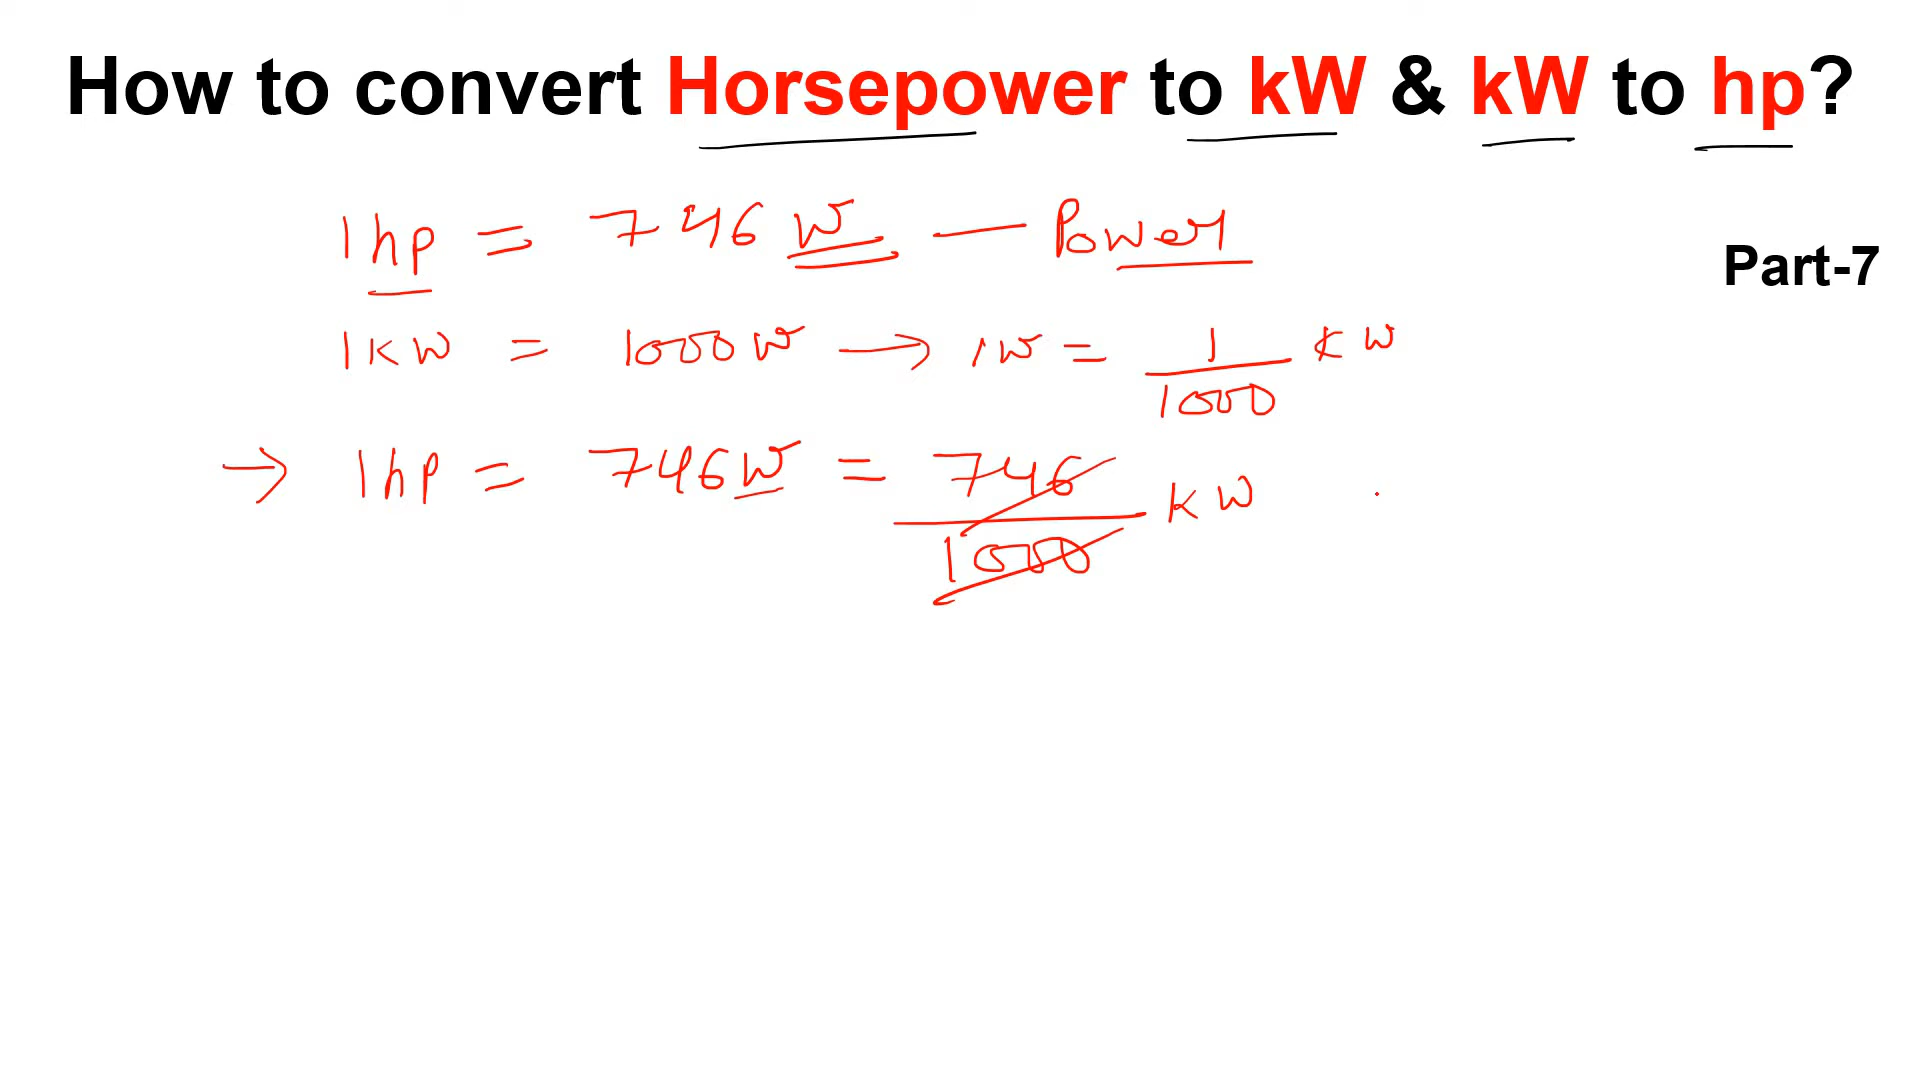 How to convert Horsepower to kW & kW to hp?
1hp = 746 W — Power
Part-7
1KW = 1000W → 1W = 1/1000 KW
→ 1hp = 746W = 746/1000 KW